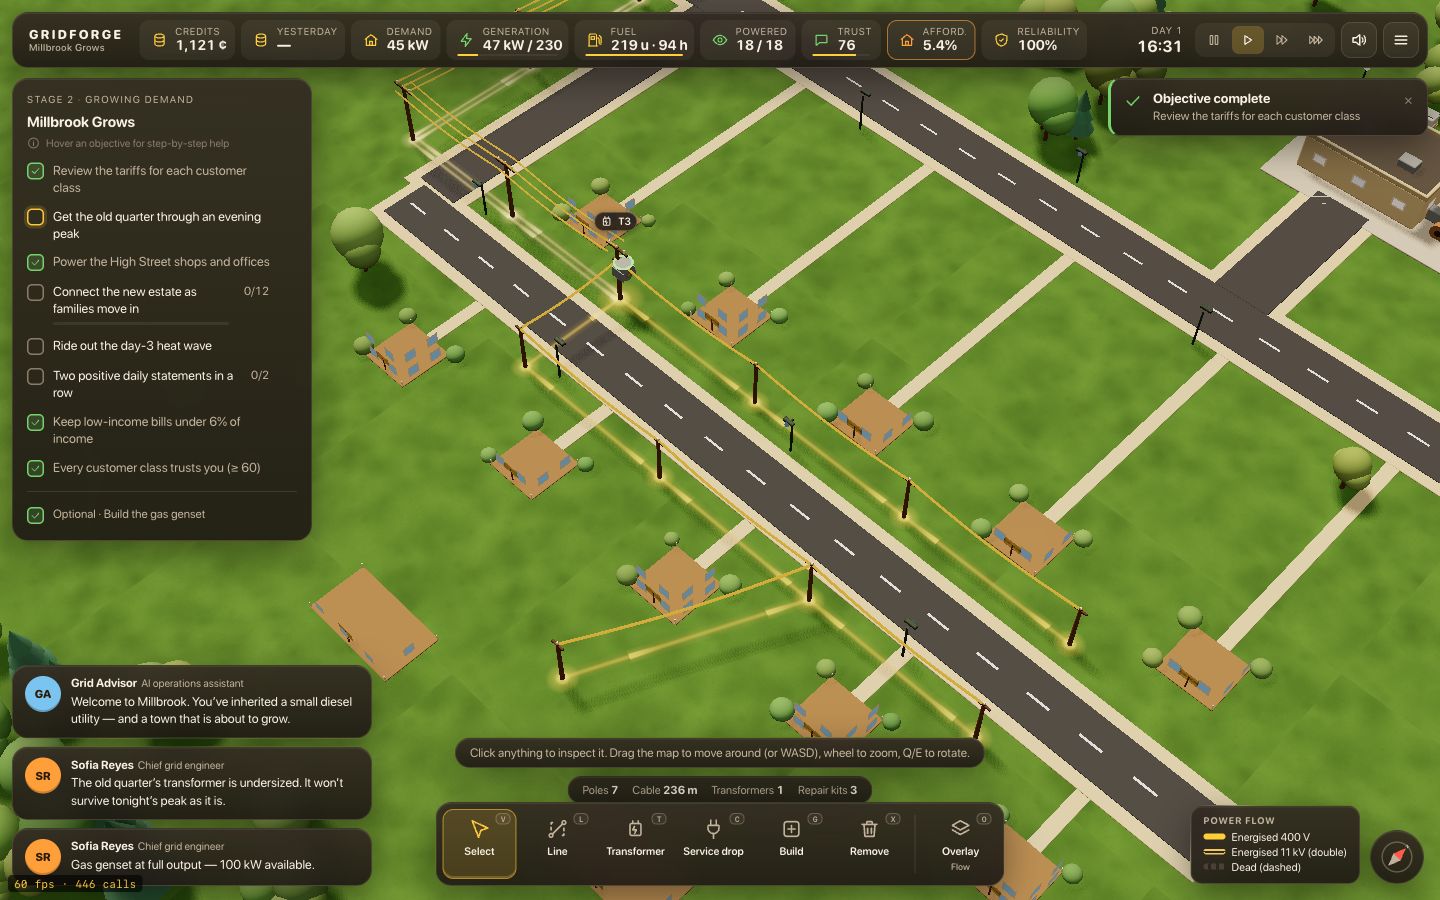 GRIDFORGE
Millbrook Grows
CREDITS
1,121 ¢
YESTERDAY
—
DEMAND
45 kW
GENERATION
47 kW / 230
FUEL
219 u · 94 h
POWERED
18 / 18
TRUST
76
AFFORD.
5.4%
RELIABILITY
100%
DAY 1
16:31
STAGE 2 · GROWING DEMAND
Millbrook Grows
Hover an objective for step-by-step help
Review the tariffs for each customer
class
Get the old quarter through an evening
peak
Power the High Street shops and offices
Connect the new estate as 0/12
families move in
Ride out the day-3 heat wave
Two positive daily statements in a 0/2
row
Keep low-income bills under 6% of
income
Every customer class trusts you (≥ 60)
Optional · Build the gas genset
Objective complete ×
Review the tariffs for each customer class
T3
GA
Grid Advisor AI operations assistant
Welcome to Millbrook. You've inherited a small diesel
utility — and a town that is about to grow.
SR
Sofia Reyes Chief grid engineer
The old quarter's transformer is undersized. It won't
survive tonight's peak as it is.
SR
Sofia Reyes Chief grid engineer
Gas genset at full output — 100 kW available.
60 fps · 446 calls
Click anything to inspect it. Drag the map to move around (or WASD), wheel to zoom, Q/E to rotate.
Poles 7 Cable 236 m Transformers 1 Repair kits 3
V
Select
L
Line
T
Transformer
C
Service drop
G
Build
X
Remove
O
Overlay
Flow
POWER FLOW
Energised 400 V
Energised 11 kV (double)
Dead (dashed)